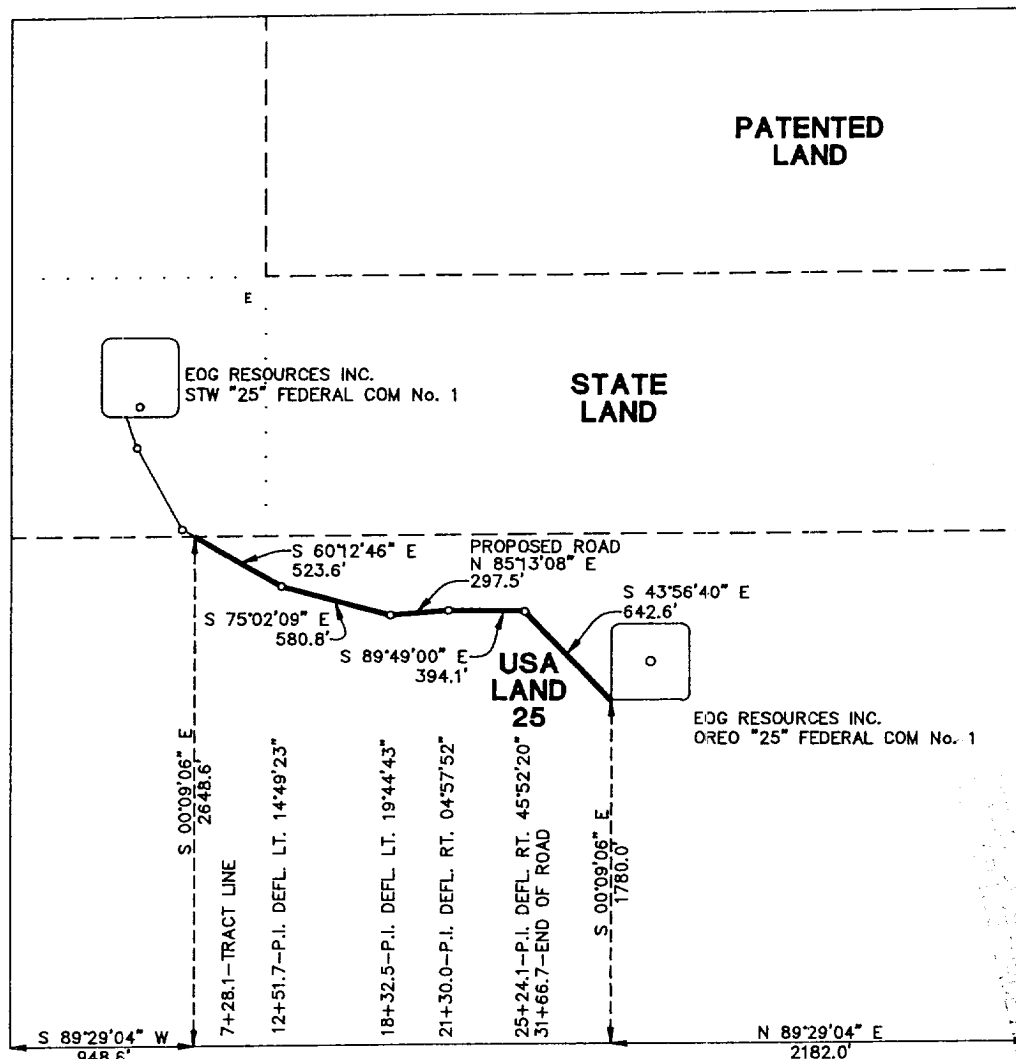 PATENTED
LAND
E
EOG RESOURCES INC.
STW "25" FEDERAL COM No. 1
STATE
LAND
S 60°12'46" E
523.6'
PROPOSED ROAD
N 85°13'08" E
297.5'
S 43°56'40" E
642.6'
S 75°02'09" E
580.8'
S 89°49'00" E
394.1'
USA
LAND
25
EOG RESOURCES INC.
OREO "25" FEDERAL COM No. 1
S 00°09'06" E
2648.6'
7+28.1-TRACT LINE
12+51.7-P.I. DEFL. LT. 14°49'23"
18+32.5-P.I. DEFL. LT. 19°44'43"
21+30.0-P.I. DEFL. RT. 04°57'52"
25+24.1-P.I. DEFL. RT. 45°52'20"
31+66.7-END OF ROAD
S 00°09'06" E
1780.0'
S 89°29'04" W
948.6'
N 89°29'04" E
2182.0'